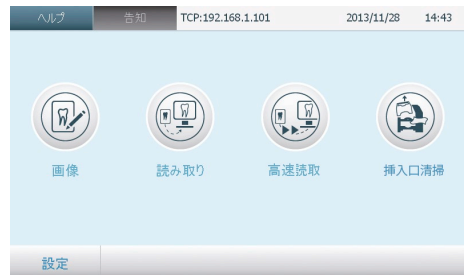 ヘルプ 告知 TCP:192.168.1.101 2013/11/28 14:43
画像 読み取り 高速読取 挿入口清掃
設定